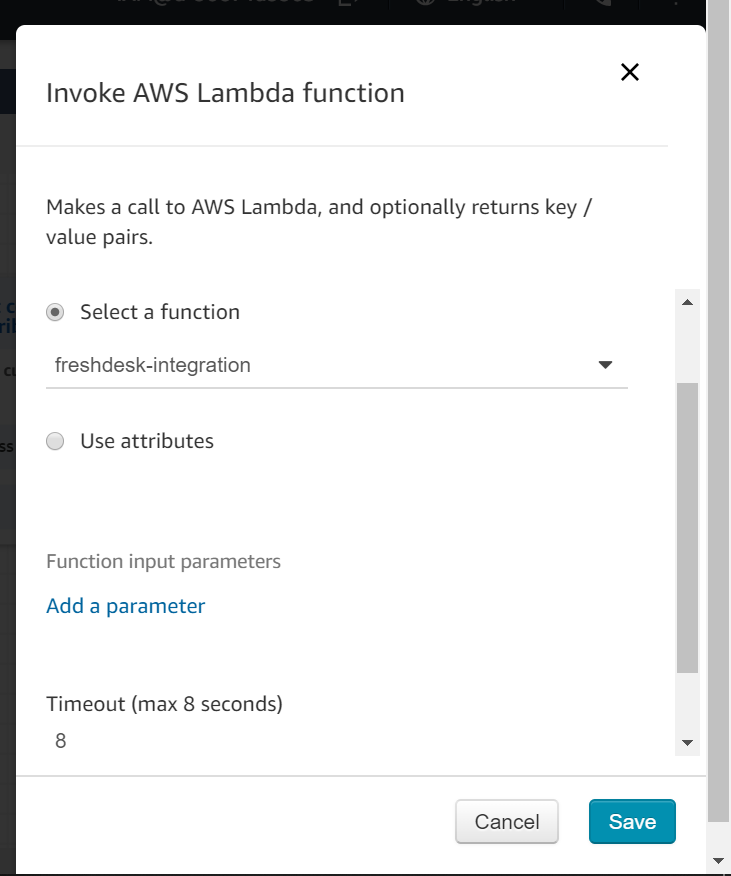 English
Invoke AWS Lambda function
Makes a call to AWS Lambda, and optionally returns key /
value pairs.
Select a function
freshdesk-integration
Use attributes
Function input parameters
Add a parameter
Timeout (max 8 seconds)
8
Cancel
Save